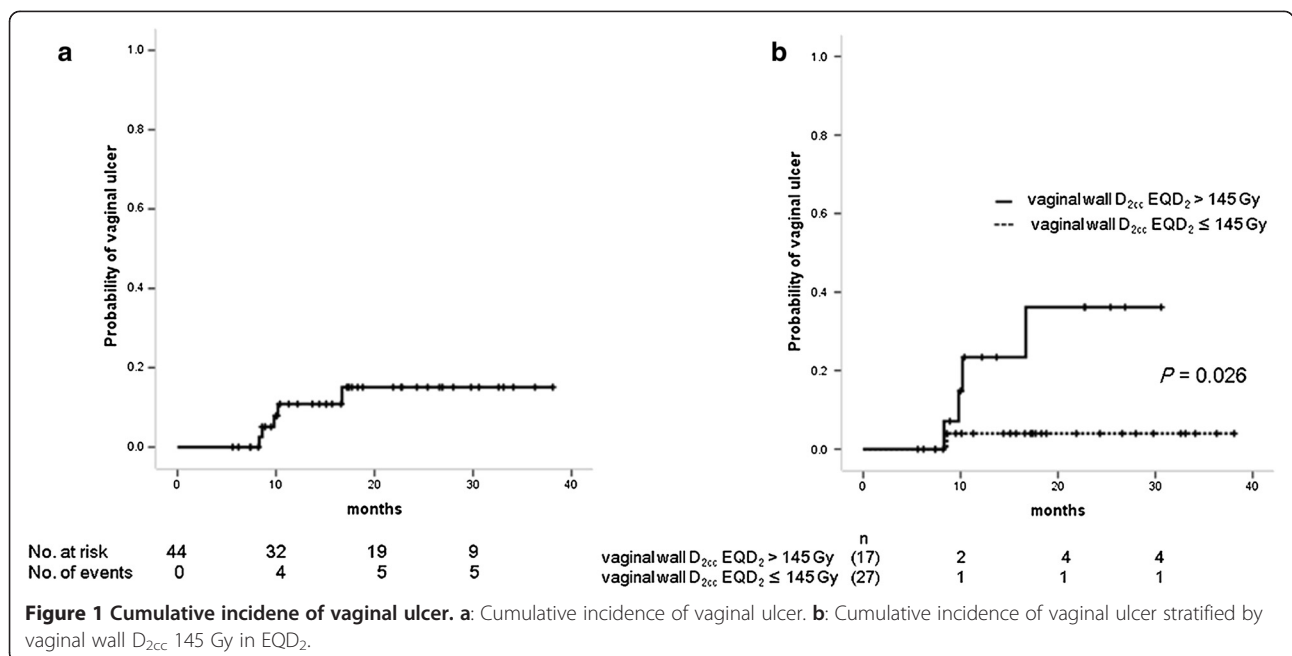 a
1.0
0.8
0.6
0.4
0.2
0.0
Probability of vaginal ulcer
0 10 20 30 40
months
No. at risk 44 32 19 9
No. of events 0 4 5 5
b
1.0
0.8
0.6
0.4
0.2
0.0
Probability of vaginal ulcer
vaginal wall D2cc EQD2 > 145 Gy
vaginal wall D2cc EQD2 ≤ 145 Gy
P = 0.026
0 10 20 30 40
months
n
vaginal wall D2cc EQD2 > 145 Gy (17) 2 4 4
vaginal wall D2cc EQD2 ≤ 145 Gy (27) 1 1 1
Figure 1 Cumulative incidene of vaginal ulcer. a: Cumulative incidence of vaginal ulcer. b: Cumulative incidence of vaginal ulcer stratified by
vaginal wall D2cc 145 Gy in EQD2.